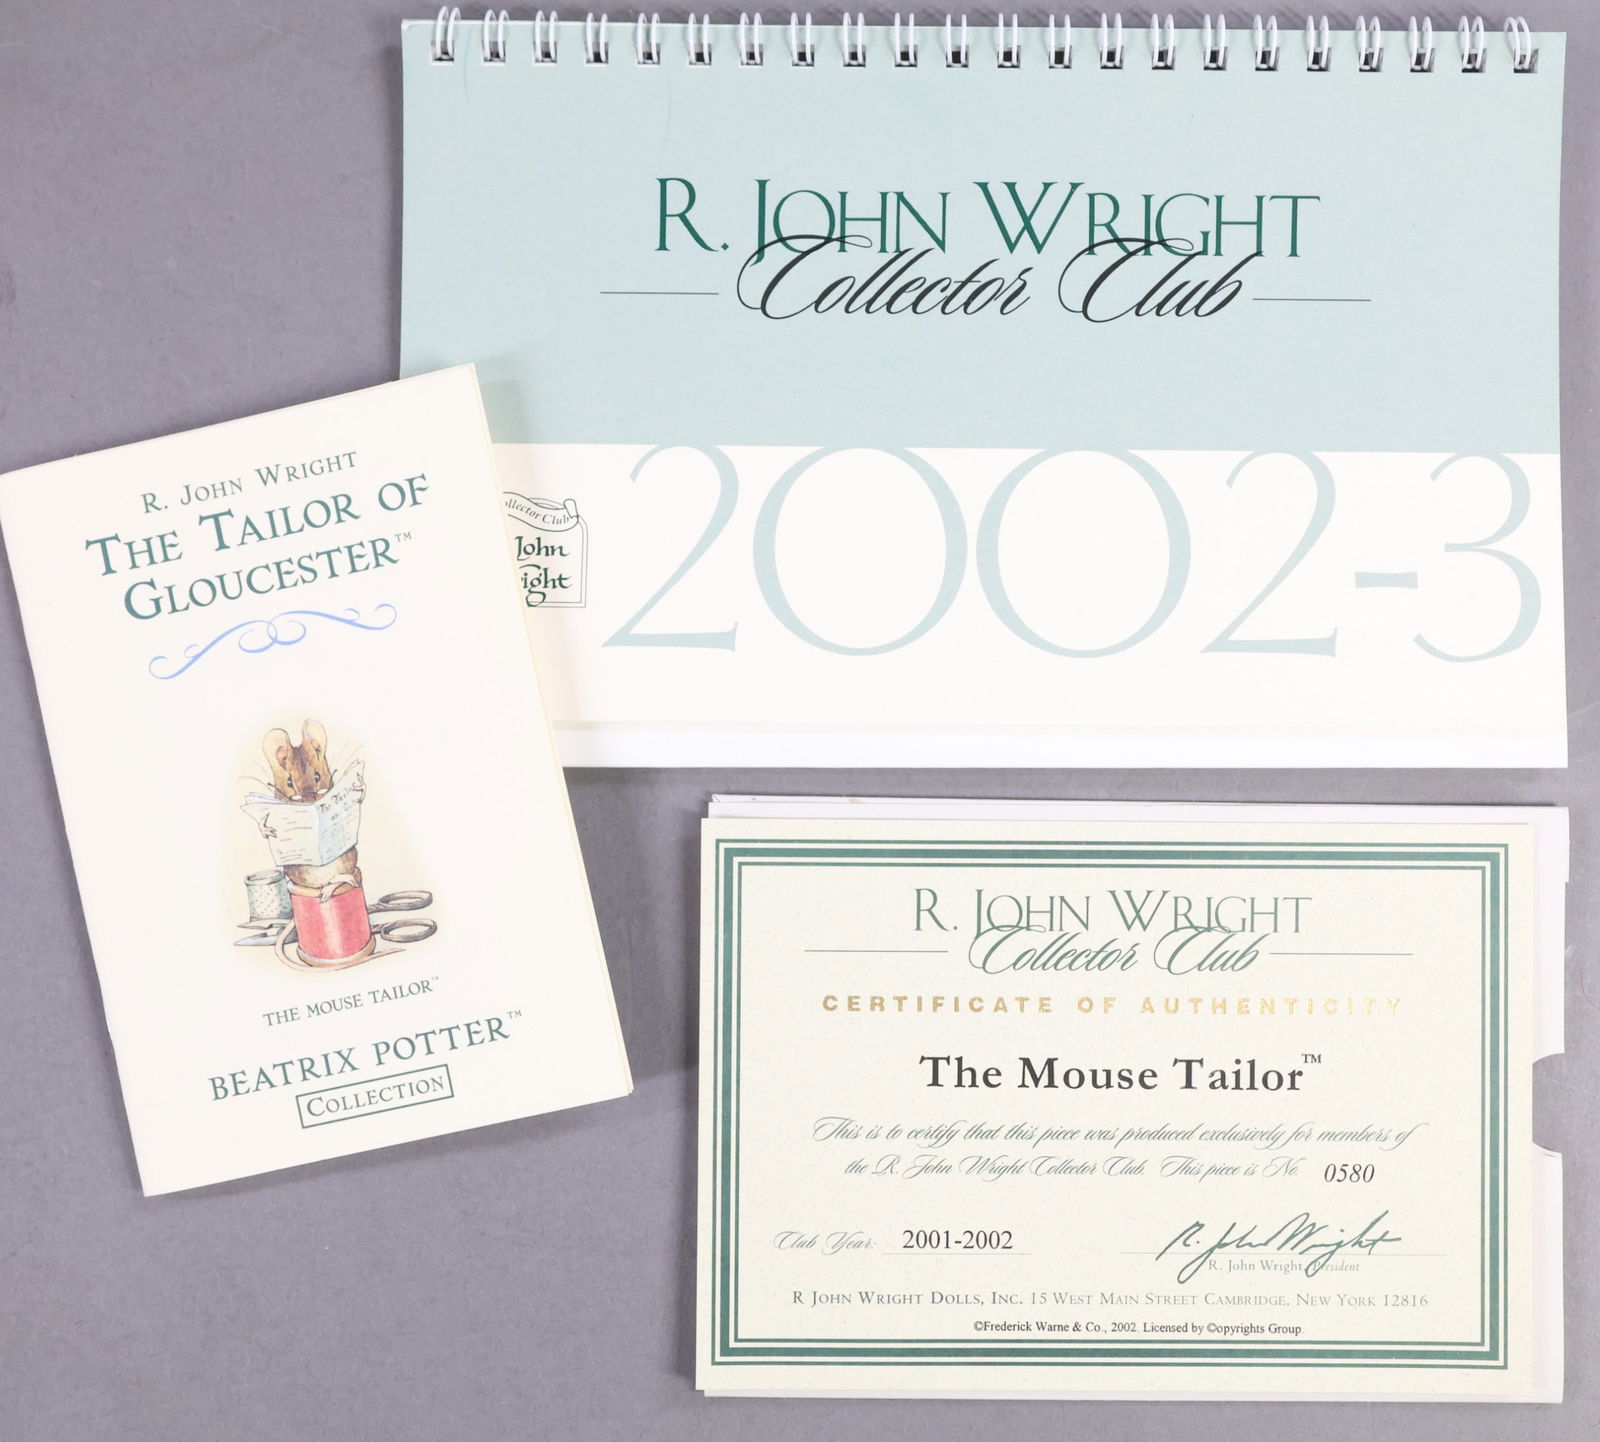 R. JOHN WRIGHT
Collector Club
2002-3
Collector Club
John
R. JOHN WRIGHT
THE TAILOR OF
GLOUCESTER™
The Tailor
THE MOUSE TAILOR™
BEATRIX POTTER™
COLLECTION
R. JOHN WRIGHT
Collector Club
CERTIFICATE OF AUTHENTICITY
The Mouse Tailor™
This is to certify that this piece was produced exclusively for members of
the R. John Wright Collector Club. This piece is No. 0580
Club Year: 2001-2002
R. John Wright
R. John Wright, President
R JOHN WRIGHT DOLLS, INC. 15 WEST MAIN STREET CAMBRIDGE, NEW YORK 12816
©Frederick Warne & Co., 2002. Licensed by ©opyrights Group